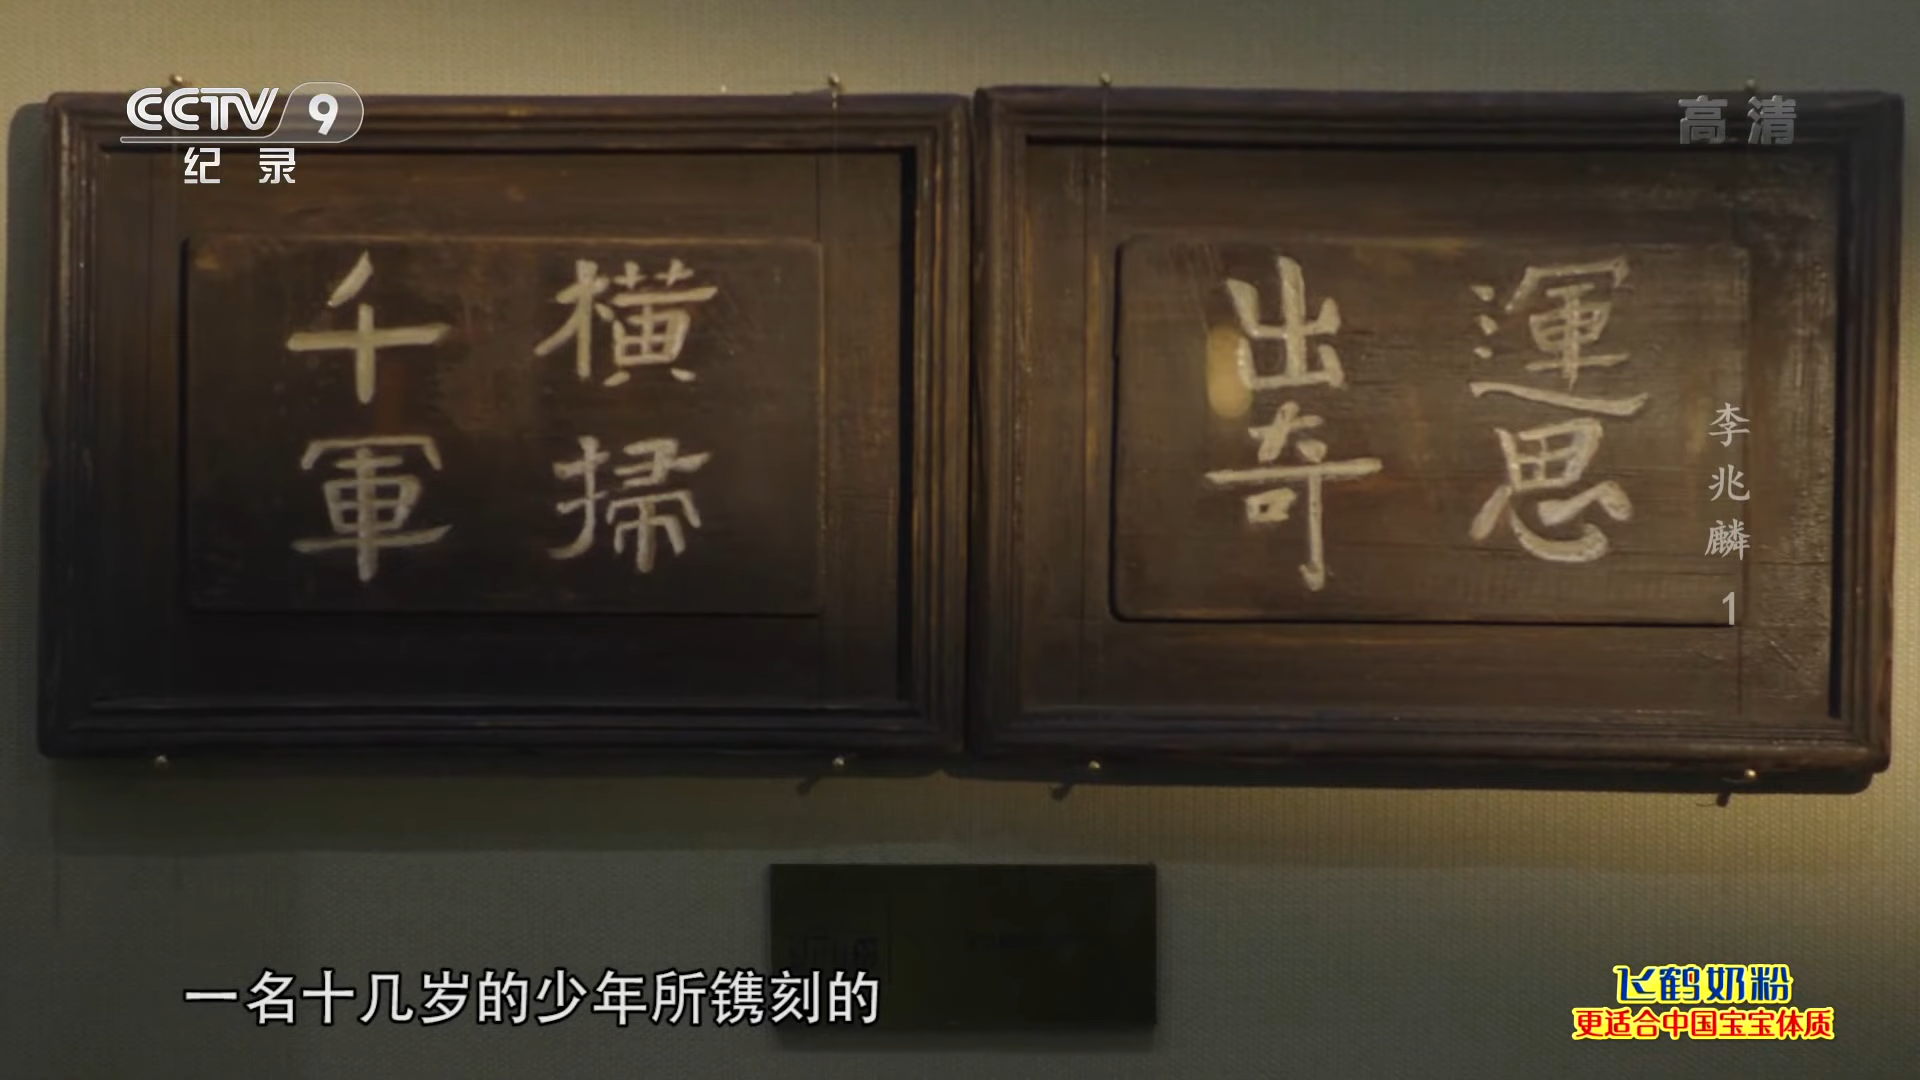 CCTV 9
纪录
高清
運思
出奇
橫掃
千軍
李兆麟 1
一名十几岁的少年所镌刻的
飞鹤奶粉
更适合中国宝宝体质